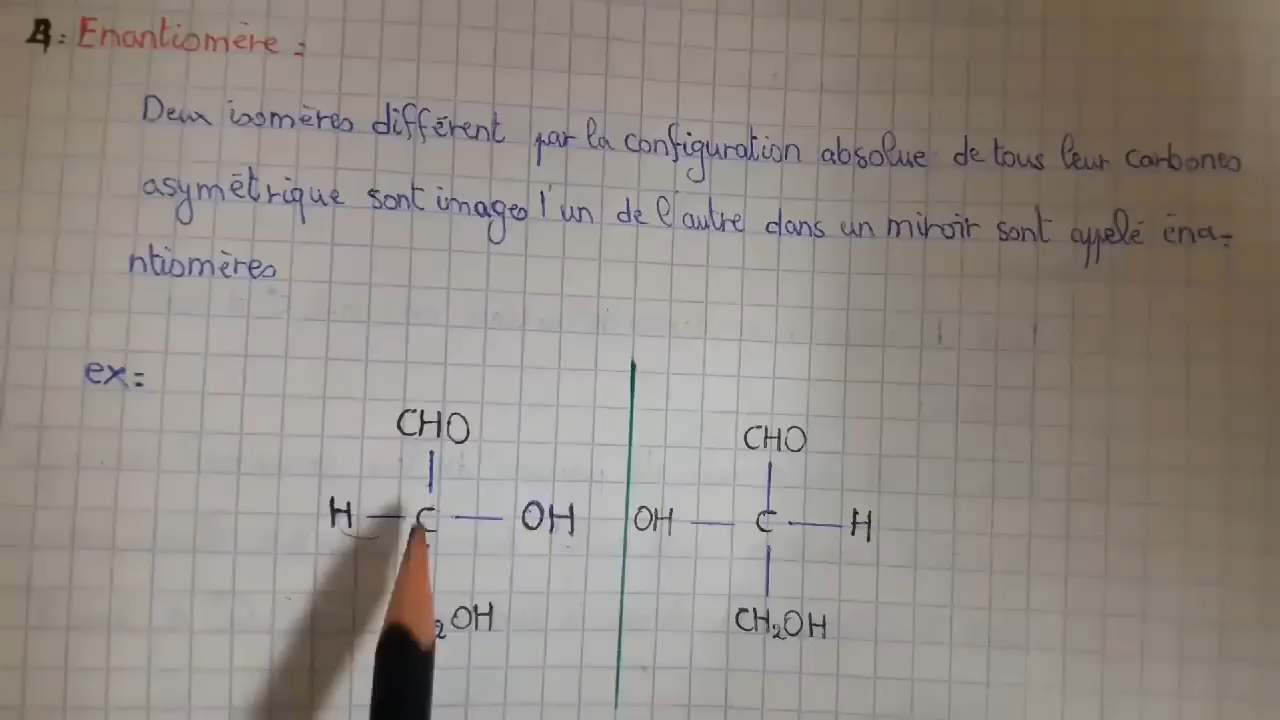 4: Enantiomère:
Deux isomères différent par la configuration absolue de tous leur carbones
asymétrique sont images l'un de l'autre dans un miroir sont appelé éna-
ntiomères
ex:
CHO CHO
H — C — OH OH — C — H
₂OH CH₂OH